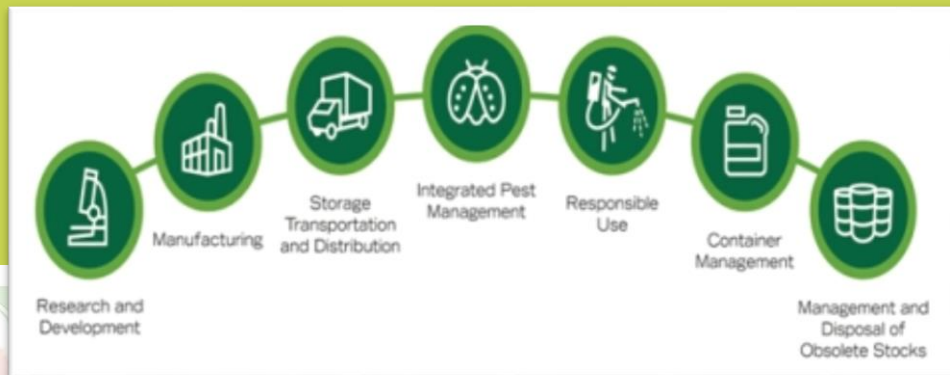 Research and
Development
Manufacturing
Storage
Transportation
and Distribution
Integrated Pest
Management
Responsible
Use
Container
Management
Management and
Disposal of
Obsolete Stocks